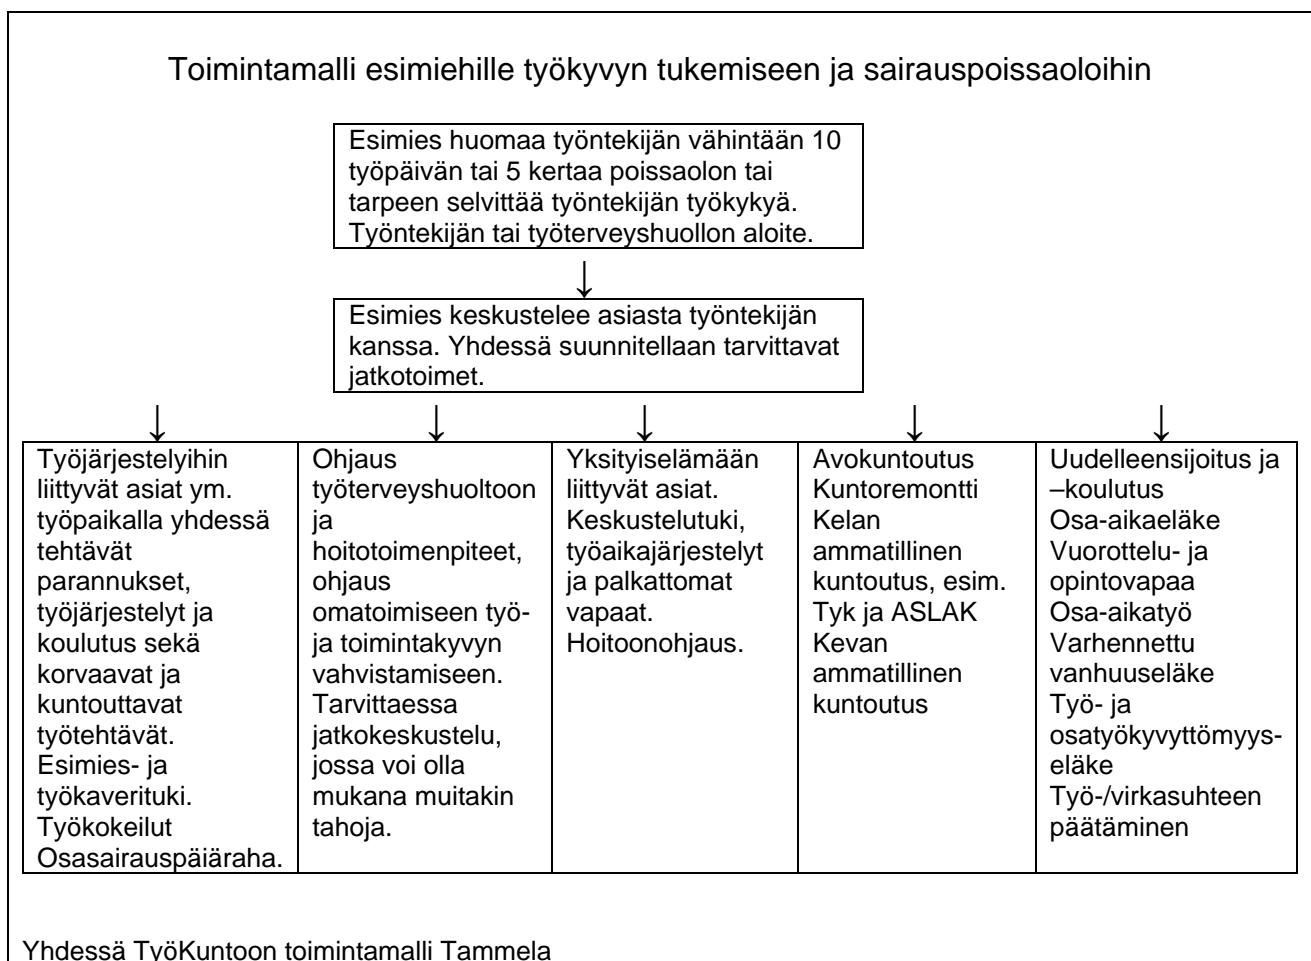 Toimintamalli esimiehille työkyvyn tukemiseen ja sairauspoissaoloihin
Esimies huomaa työntekijän vähintään 10
työpäivän tai 5 kertaa poissaolon tai
tarpeen selvittää työntekijän työkykyä.
Työntekijän tai työterveyshuollon aloite.
Esimies keskustelee asiasta työntekijän
kanssa. Yhdessä suunnitellaan tarvittavat
jatkotoimet.
Työjärjestelyihin
liittyvät asiat ym.
työpaikalla yhdessä
tehtävät
parannukset,
työjärjestelyt ja
koulutus sekä
korvaavat ja
kuntouttavat
työtehtävät.
Esimies- ja
työkaverituki.
Työkokeilut
Osasairauspäiäraha.
Ohjaus
työterveyshuoltoon
ja
hoitotoimenpiteet,
ohjaus
omatoimiseen työ-
ja toimintakyvyn
vahvistamiseen.
Tarvittaessa
jatkokeskustelu,
jossa voi olla
mukana muitakin
tahoja.
Yksityiselämään
liittyvät asiat.
Keskustelutuki,
työaikajärjestelyt
ja palkattomat
vapaat.
Hoitoonohjaus.
Avokuntoutus
Kuntoremontti
Kelan
ammatillinen
kuntoutus, esim.
Tyk ja ASLAK
Kevan
ammatillinen
kuntoutus
Uudelleensijoitus ja
–koulutus
Osa-aikaeläke
Vuorottelu- ja
opintovapaa
Osa-aikatyö
Varhennettu
vanhuuseläke
Työ- ja
osatyökyvyttömyys-
eläke
Työ-/virkasuhteen
päätäminen
Yhdessä TyöKuntoon toimintamalli Tammela